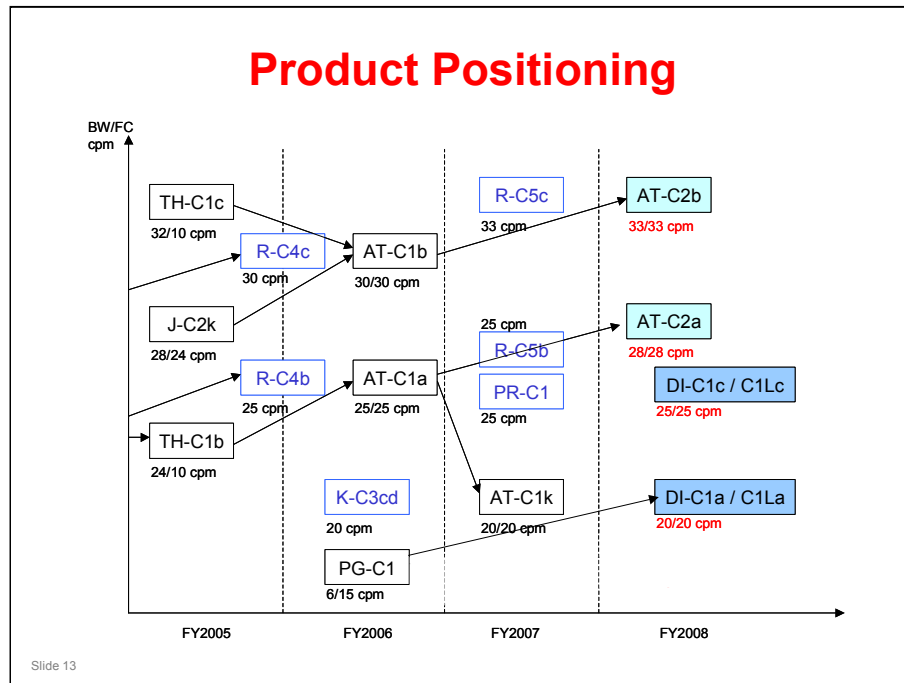 Product Positioning
BW/FC
cpm
TH-C1c
32/10 cpm
R-C4c
30 cpm
J-C2k
28/24 cpm
R-C4b
25 cpm
TH-C1b
24/10 cpm
AT-C1b
30/30 cpm
AT-C1a
25/25 cpm
K-C3cd
20 cpm
PG-C1
6/15 cpm
R-C5c
33 cpm
25 cpm
R-C5b
PR-C1
25 cpm
AT-C1k
20/20 cpm
AT-C2b
33/33 cpm
AT-C2a
28/28 cpm
DI-C1c / C1Lc
25/25 cpm
DI-C1a / C1La
20/20 cpm
FY2005
FY2006
FY2007
FY2008
Slide 13